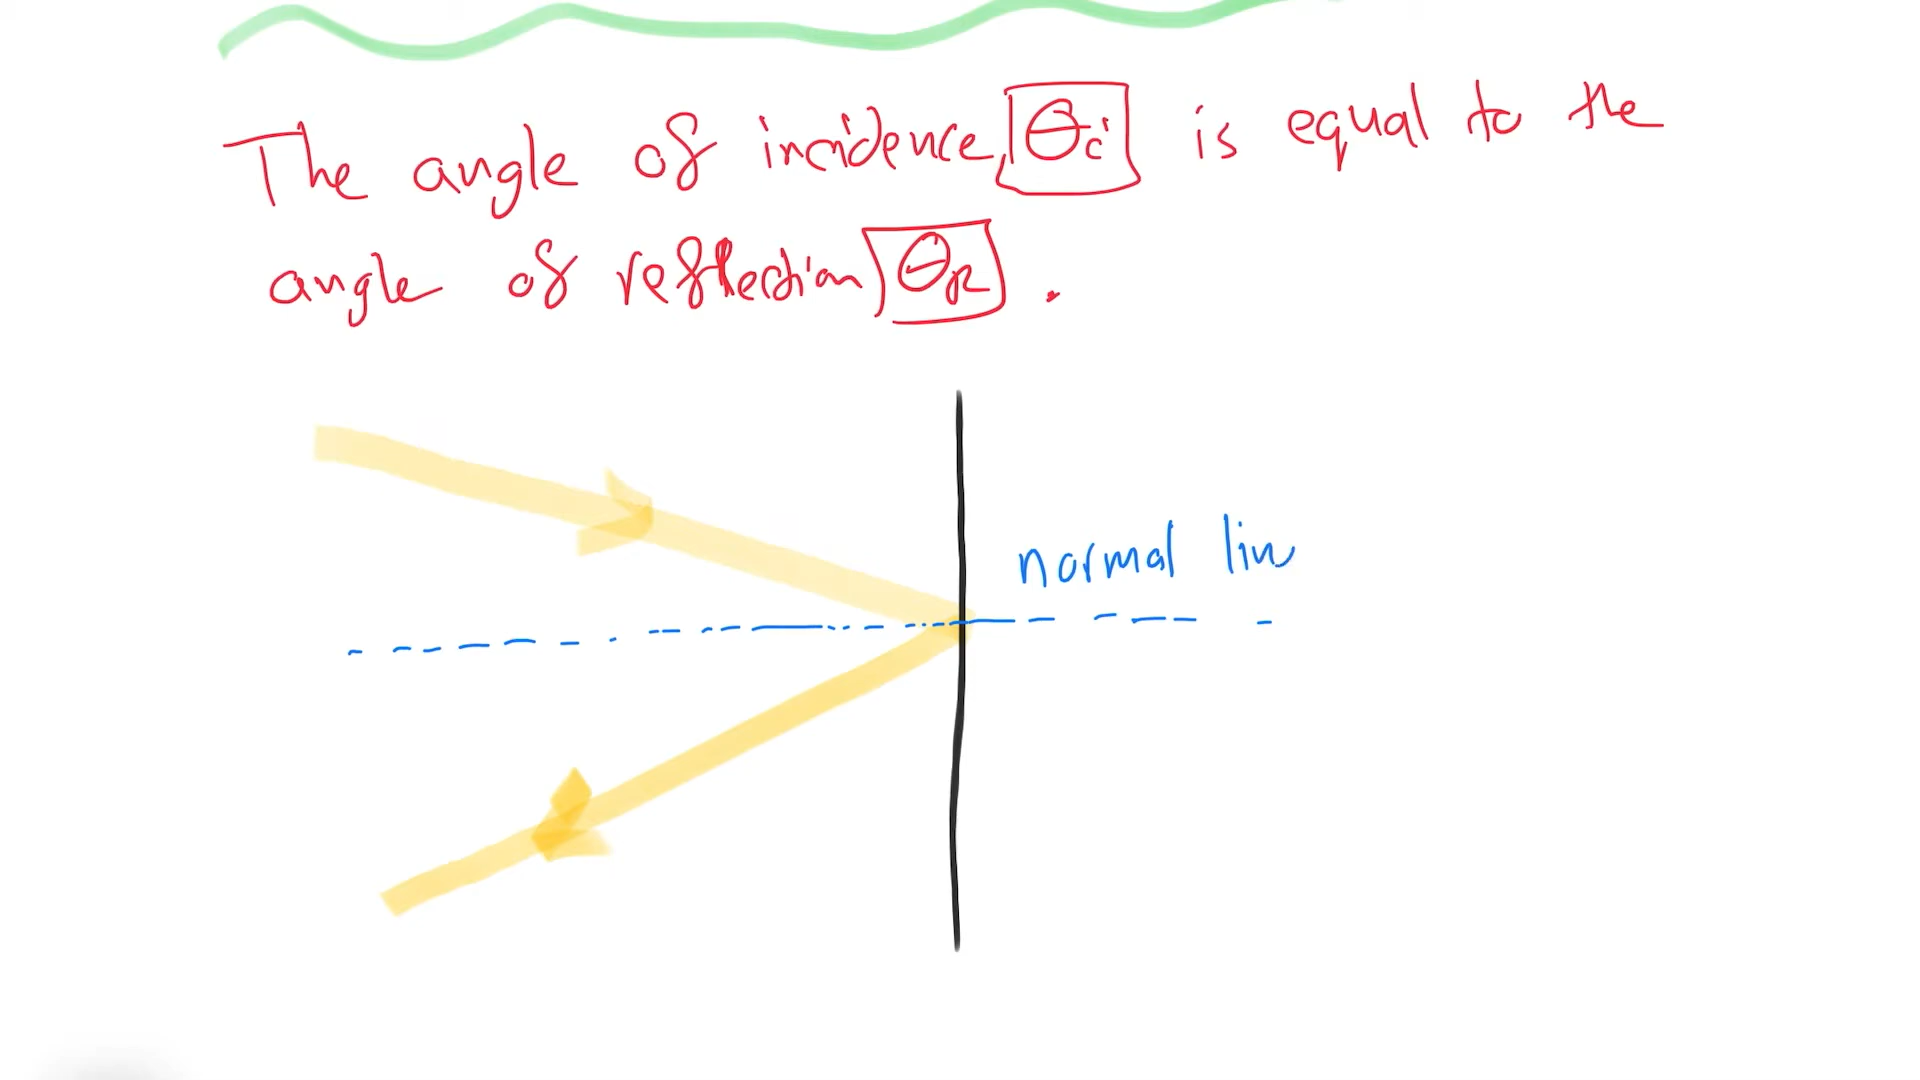 The angle of incidence, θi is equal to the
angle of reflection θR.
normal lin